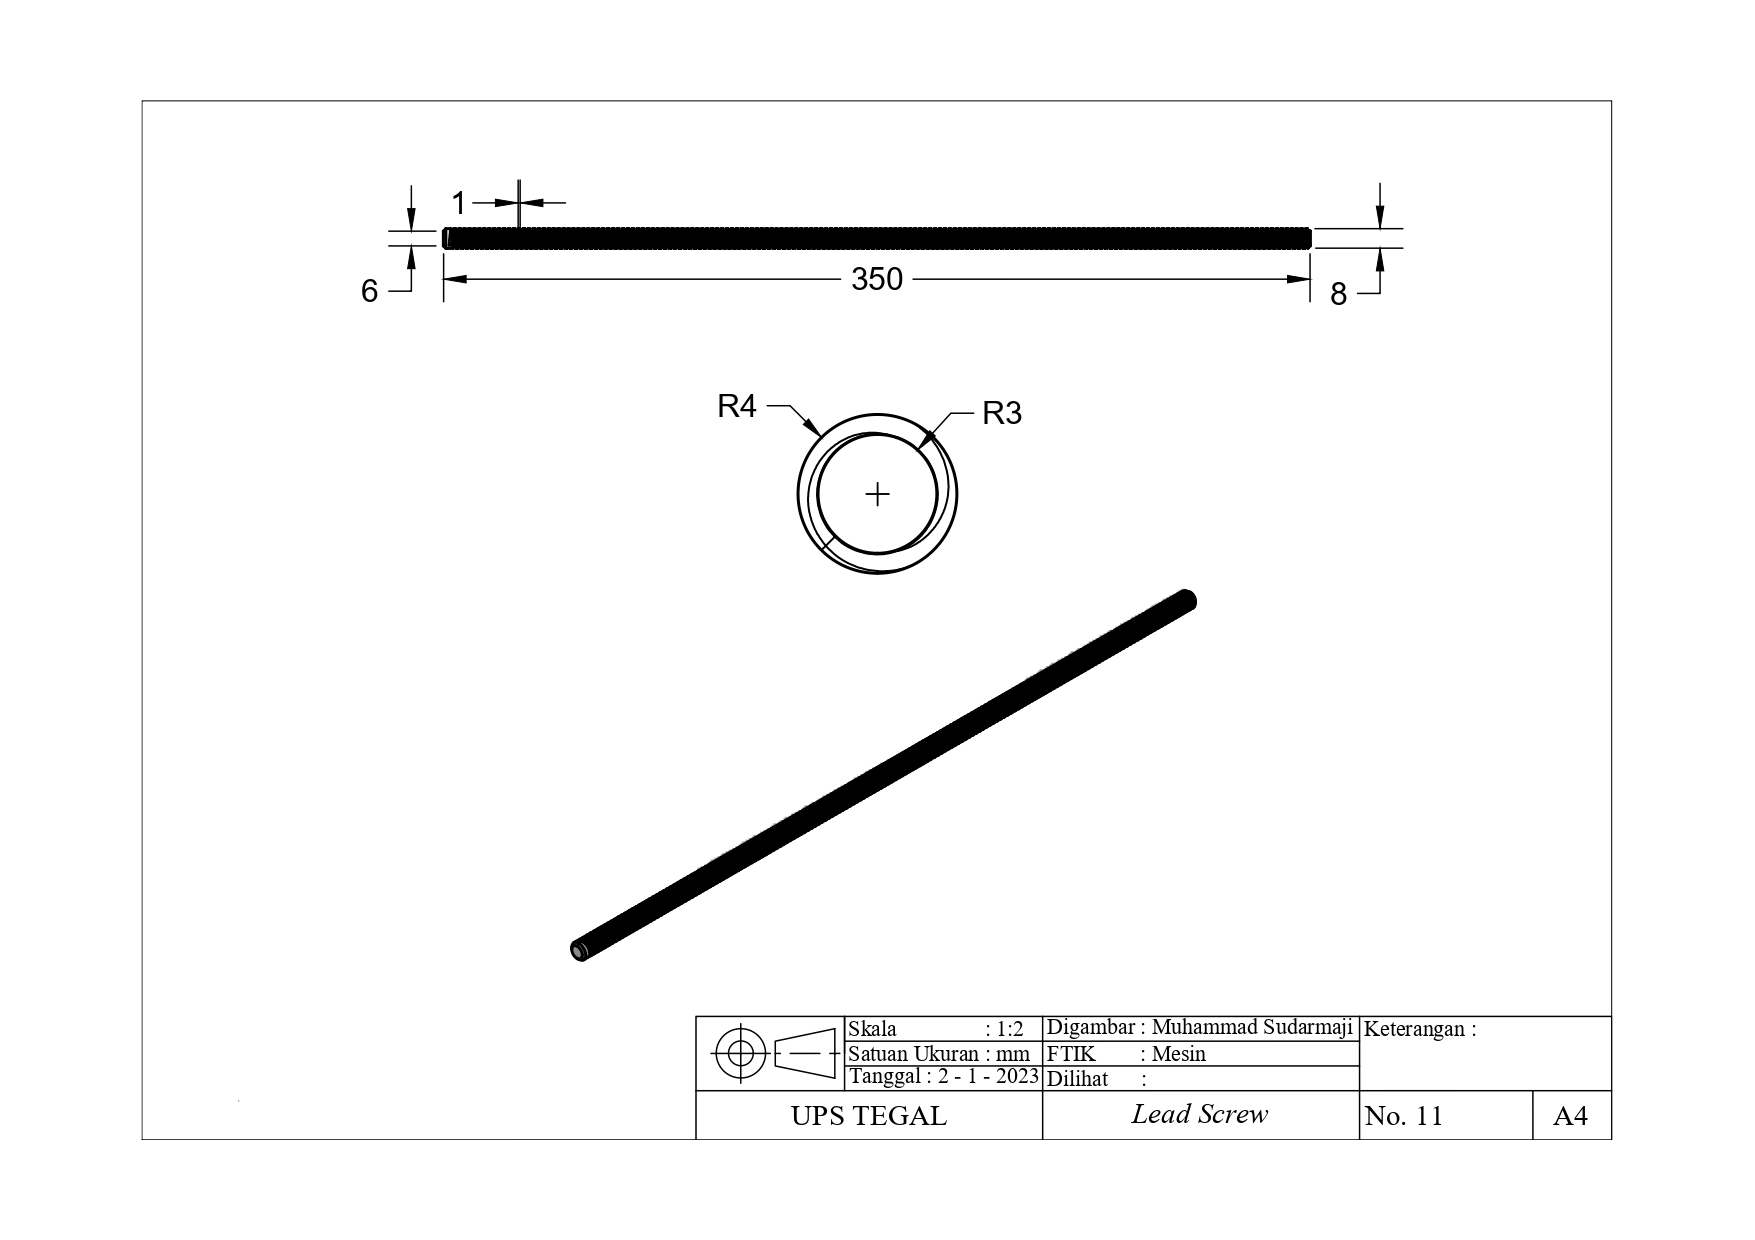 1
6
350
8
R4
R3
Skala : 1:2
Digambar : Muhammad Sudarmaji
Keterangan :
Satuan Ukuran : mm
FTIK : Mesin
Tanggal : 2 - 1 - 2023
Dilihat :
UPS TEGAL
Lead Screw
No. 11
A4